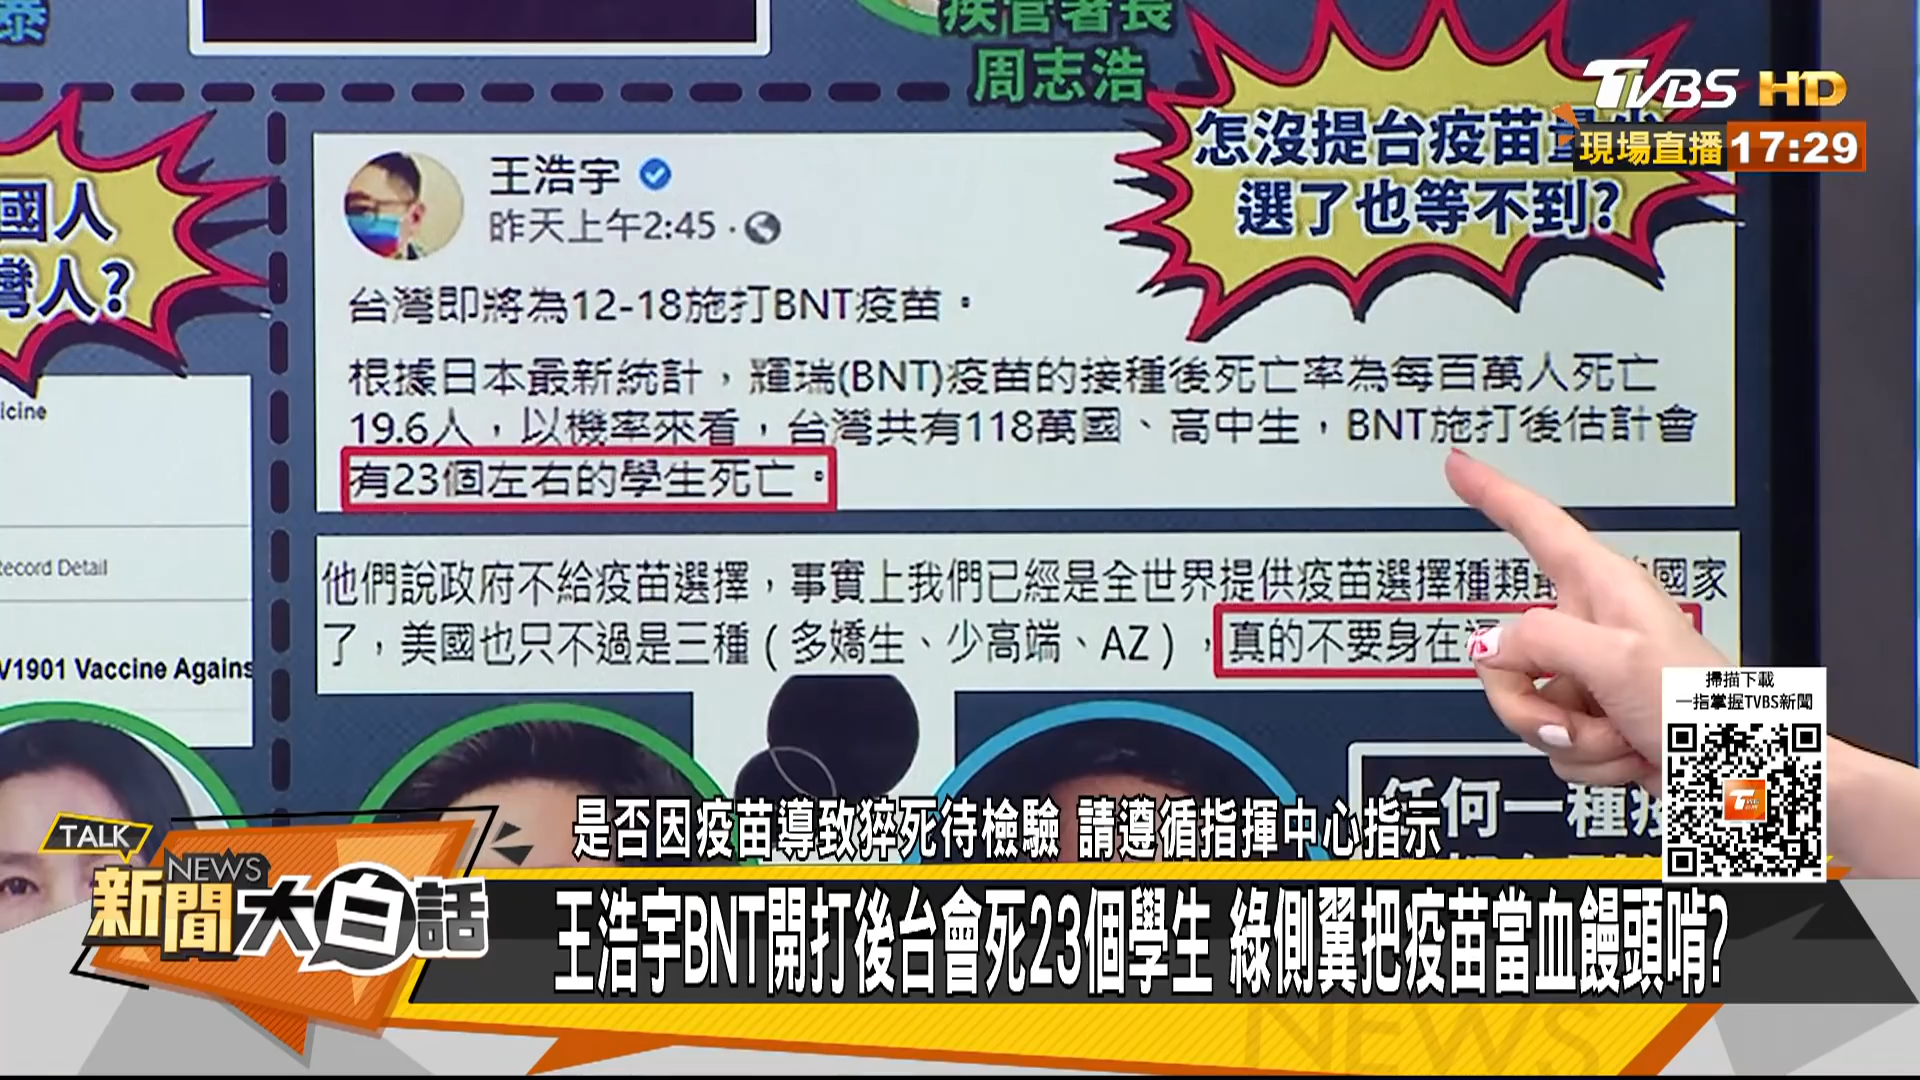 泰
疾管署長
周志浩
TVBS HD
現場直播 17:29
怎沒提台疫苗量少
選了也等不到?
國人
灣人?
王浩宇
昨天上午2:45 ·
台灣即將為12-18施打BNT疫苗。
根據日本最新統計，輝瑞(BNT)疫苗的接種後死亡率為每百萬人死亡
19.6人，以機率來看，台灣共有118萬國、高中生，BNT施打後估計會
有23個左右的學生死亡。
icine
Record Detail
V1901 Vaccine Agains
他們說政府不給疫苗選擇，事實上我們已經是全世界提供疫苗選擇種類最 國家
了，美國也只不過是三種（多嬌生、少高端、AZ），真的不要身在
掃描下載
一指掌握TVBS新聞
任何一種疫
是否因疫苗導致猝死待檢驗 請遵循指揮中心指示
TALK
NEWS
新聞大白話
王浩宇BNT開打後台會死23個學生 綠側翼把疫苗當血饅頭啃?
NEWS